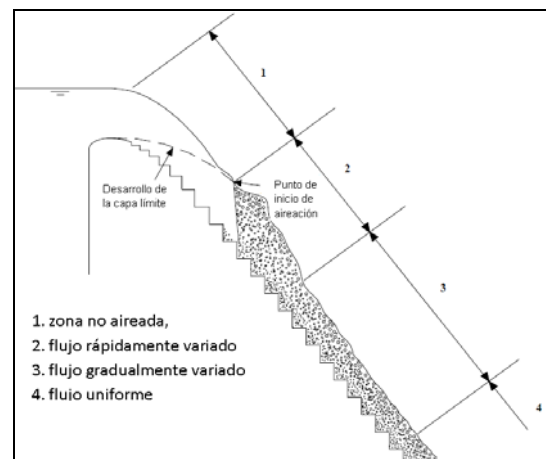 1
2
Punto de
inicio de
aireación
Desarrollo de
la capa límite
3
1. zona no aireada,
2. flujo rápidamente variado
3. flujo gradualmente variado
4. flujo uniforme
4